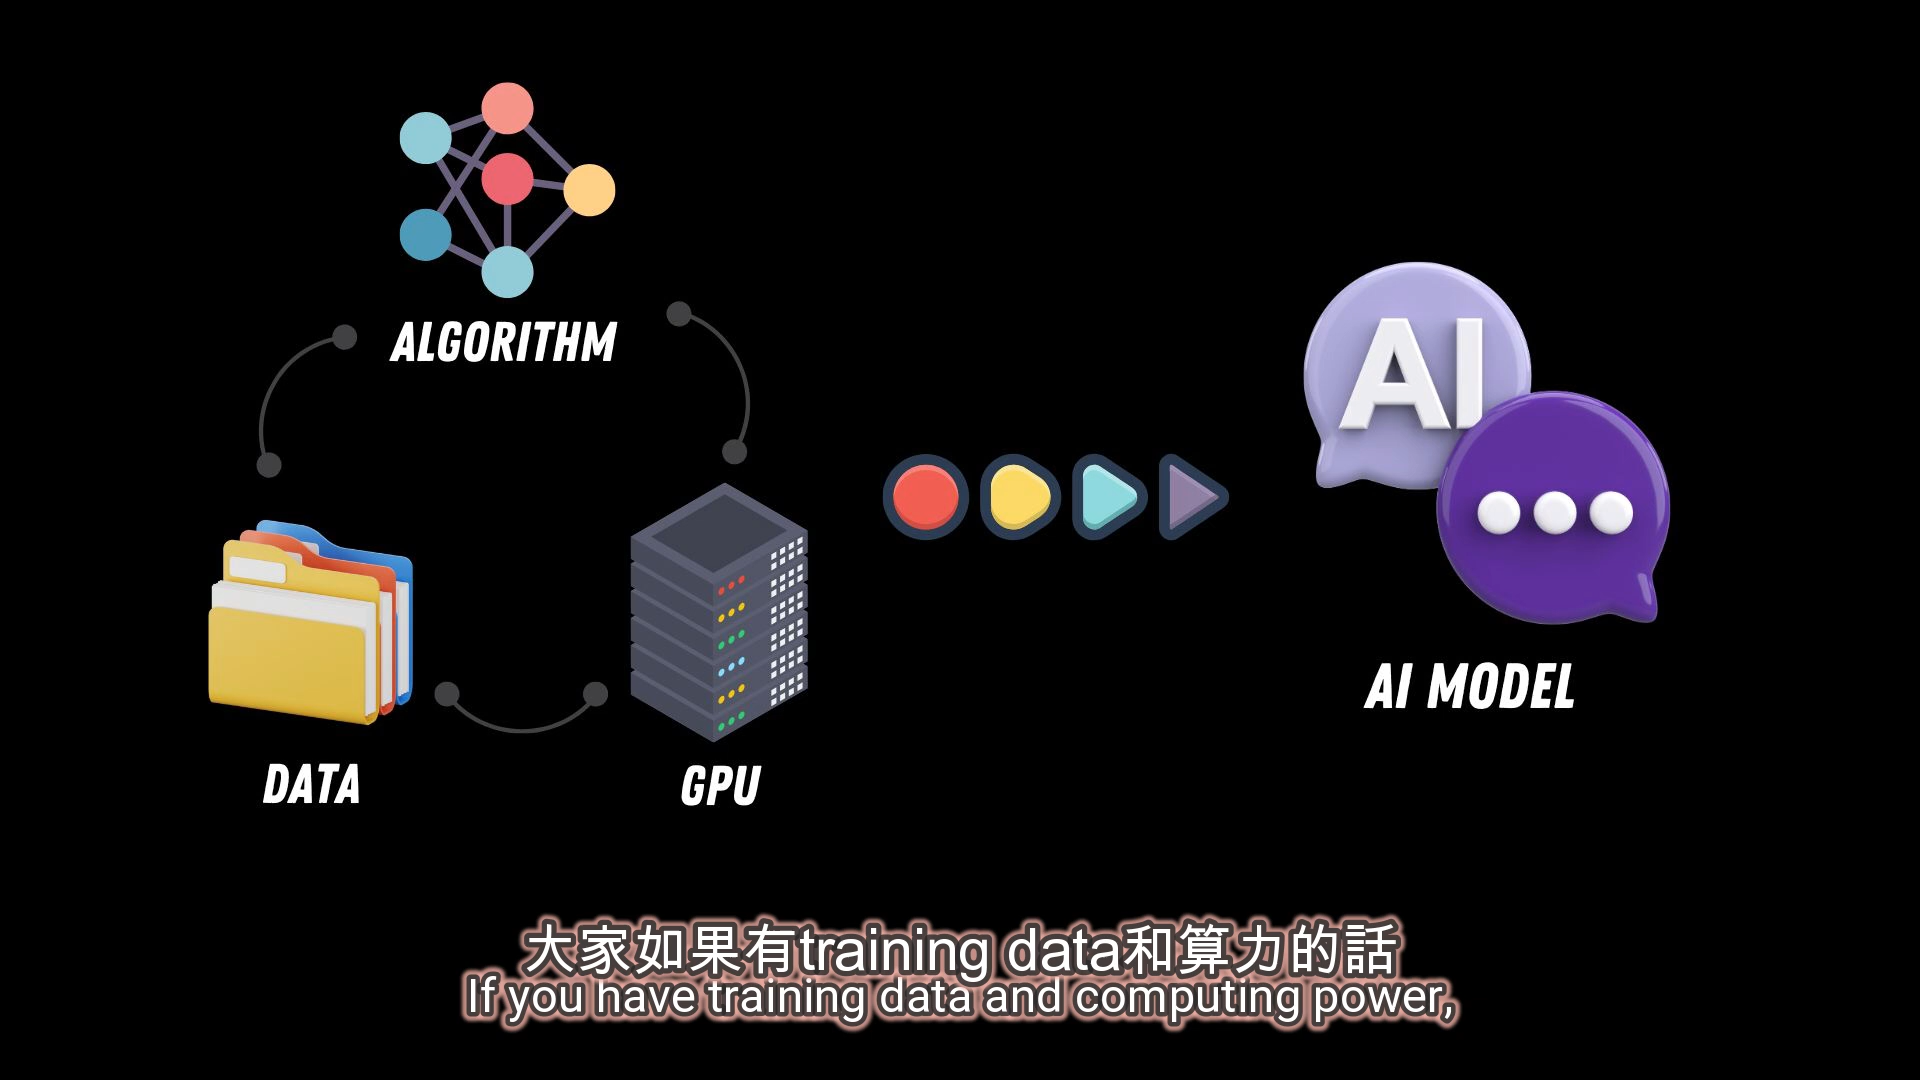 ALGORITHM
AI
AI MODEL
DATA
GPU
大家如果有training data和算力的話
If you have training data and computing power,